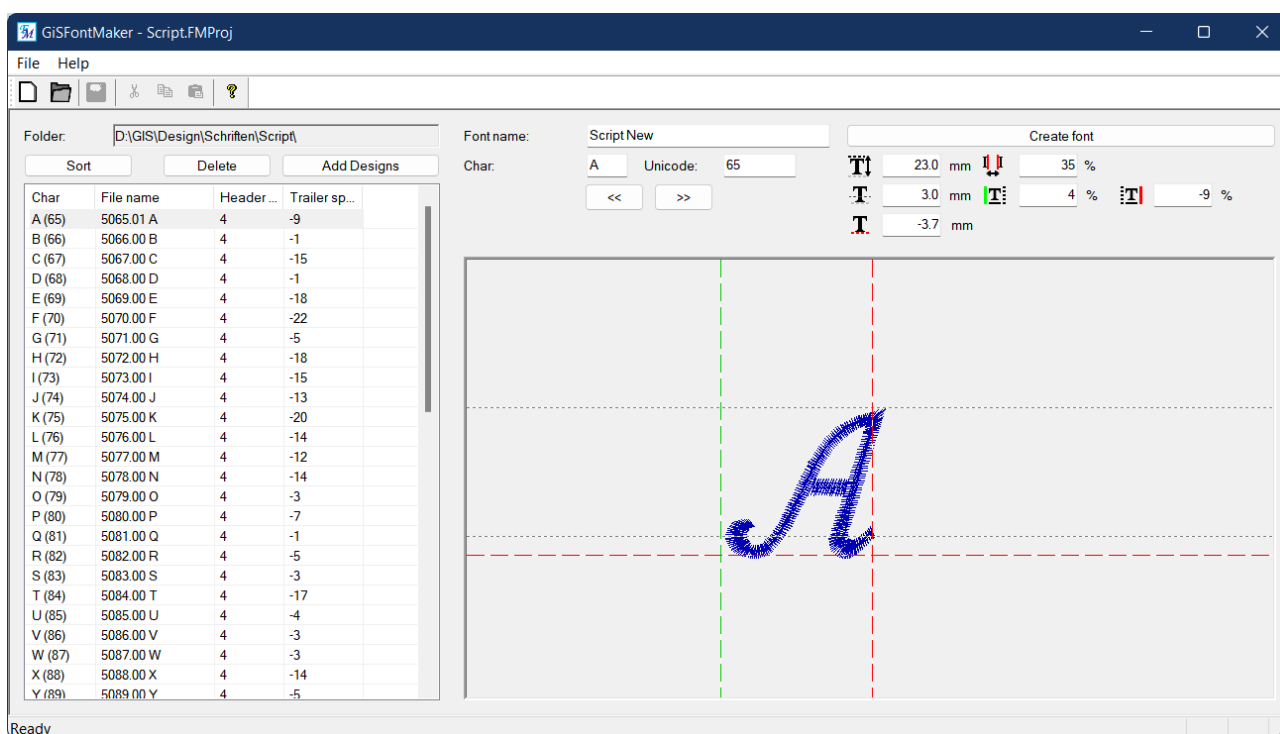 GiSFontMaker - Script.FMProj
File Help
Folder: D:\GIS\Design\Schriften\Script\
Sort Delete Add Designs
Char File name Header ... Trailer sp...
A (65) 5065.01 A 4 -9
B (66) 5066.00 B 4 -1
C (67) 5067.00 C 4 -15
D (68) 5068.00 D 4 -1
E (69) 5069.00 E 4 -18
F (70) 5070.00 F 4 -22
G (71) 5071.00 G 4 -5
H (72) 5072.00 H 4 -18
I (73) 5073.00 I 4 -15
J (74) 5074.00 J 4 -13
K (75) 5075.00 K 4 -20
L (76) 5076.00 L 4 -14
M (77) 5077.00 M 4 -12
N (78) 5078.00 N 4 -14
O (79) 5079.00 O 4 -3
P (80) 5080.00 P 4 -7
Q (81) 5081.00 Q 4 -1
R (82) 5082.00 R 4 -5
S (83) 5083.00 S 4 -3
T (84) 5084.00 T 4 -17
U (85) 5085.00 U 4 -4
V (86) 5086.00 V 4 -3
W (87) 5087.00 W 4 -3
X (88) 5088.00 X 4 -14
Y (89) 5089.00 Y 4 -5
Font name: Script New Create font
Char: A Unicode: 65 23.0 mm 35 %
<< >> 3.0 mm 4 % -9 %
-3.7 mm
A
Ready